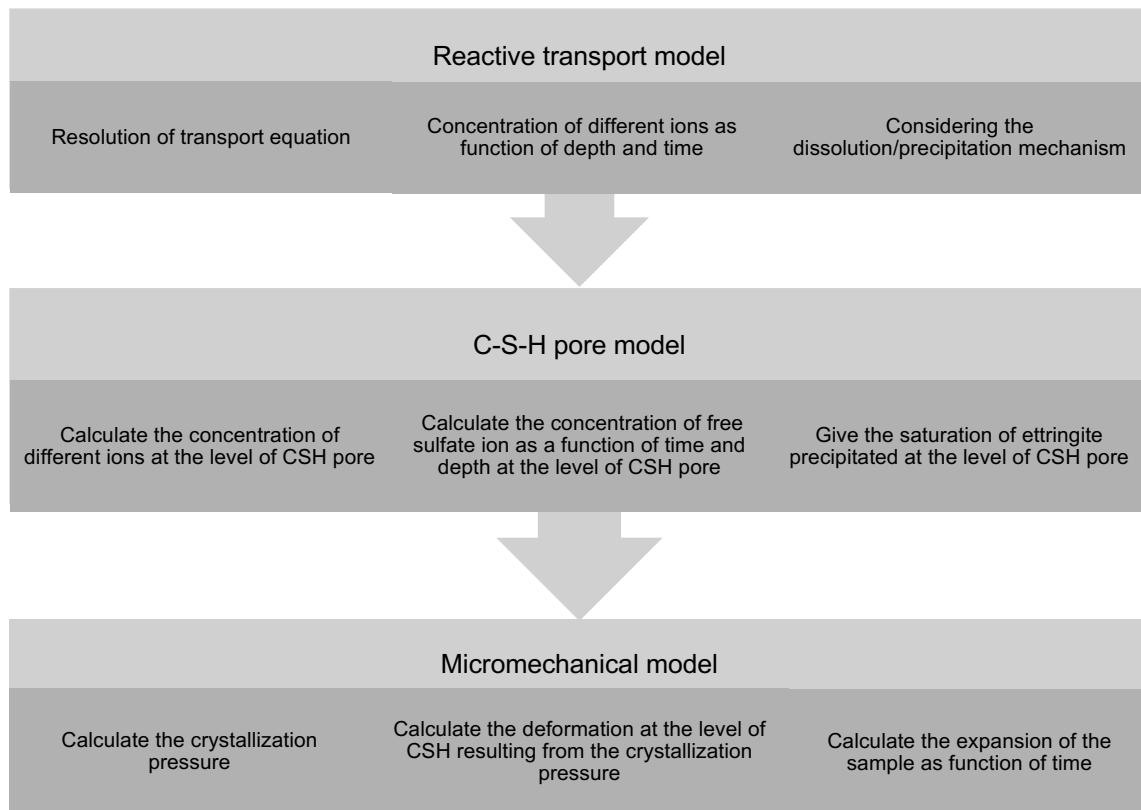 Reactive transport model
Resolution of transport equation
Concentration of different ions as
function of depth and time
Considering the
dissolution/precipitation mechanism
C-S-H pore model
Calculate the concentration of
different ions at the level of CSH pore
Calculate the concentration of free
sulfate ion as a function of time and
depth at the level of CSH pore
Give the saturation of ettringite
precipitated at the level of CSH pore
Micromechanical model
Calculate the crystallization
pressure
Calculate the deformation at the level of
CSH resulting from the crystallization
pressure
Calculate the expansion of the
sample as function of time